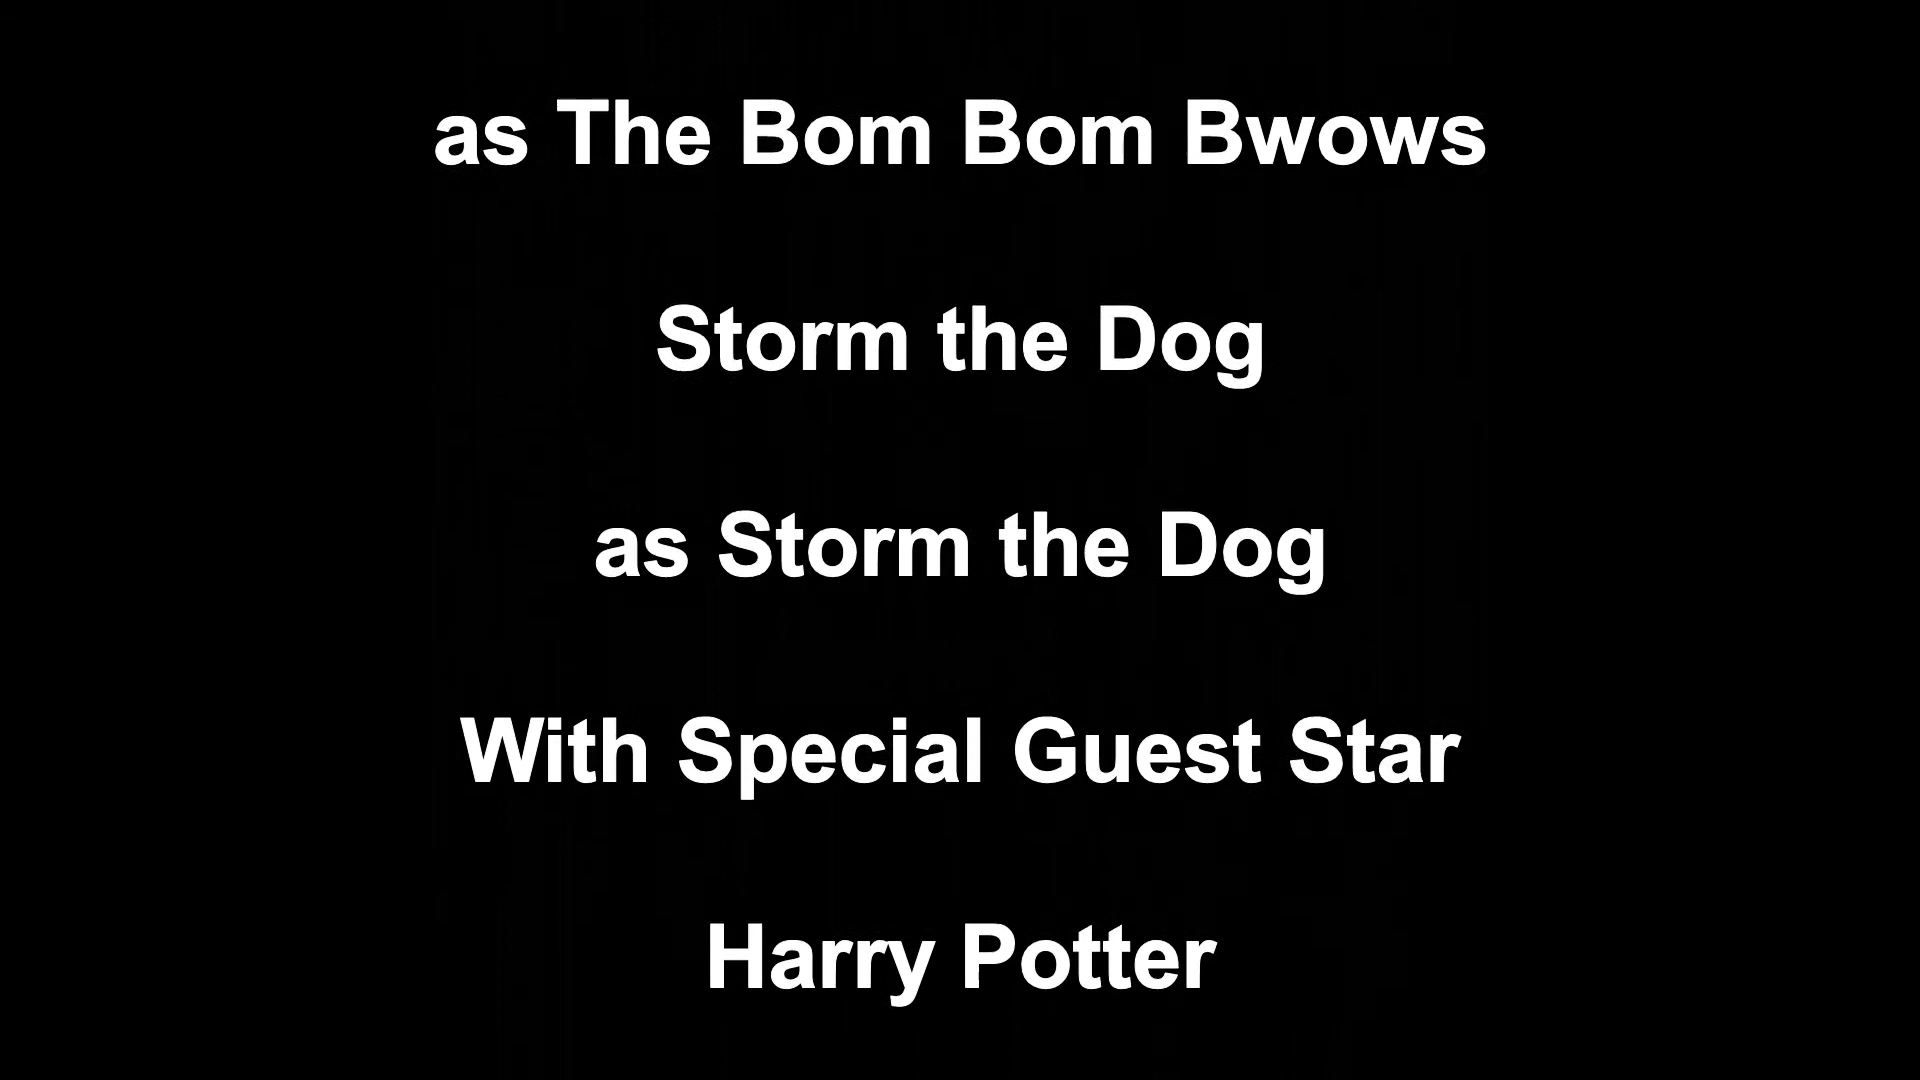 as The Bom Bom Bwows
Storm the Dog
as Storm the Dog
With Special Guest Star
Harry Potter